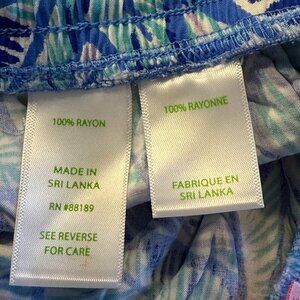 100% RAYON
MADE IN
SRI LANKA
RN #88189
SEE REVERSE
FOR CARE
100% RAYONNE
FABRIQUE EN
SRI LANKA